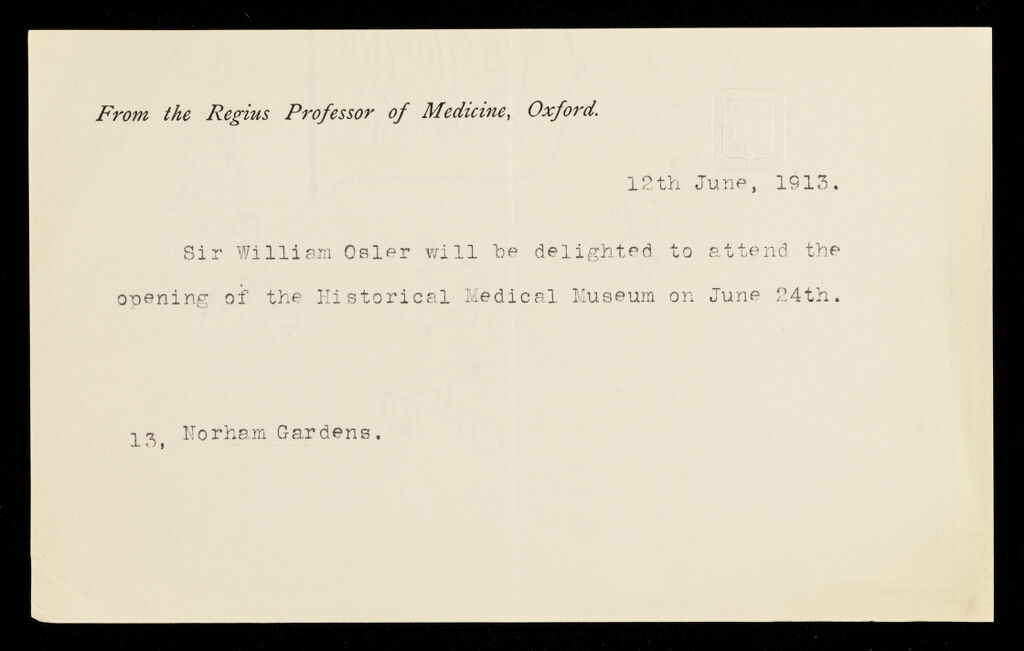 From the Regius Professor of Medicine, Oxford.
12th June, 1913.
Sir William Osler will be delighted to attend the
opening of the Historical Medical Museum on June 24th.
13, Norham Gardens.